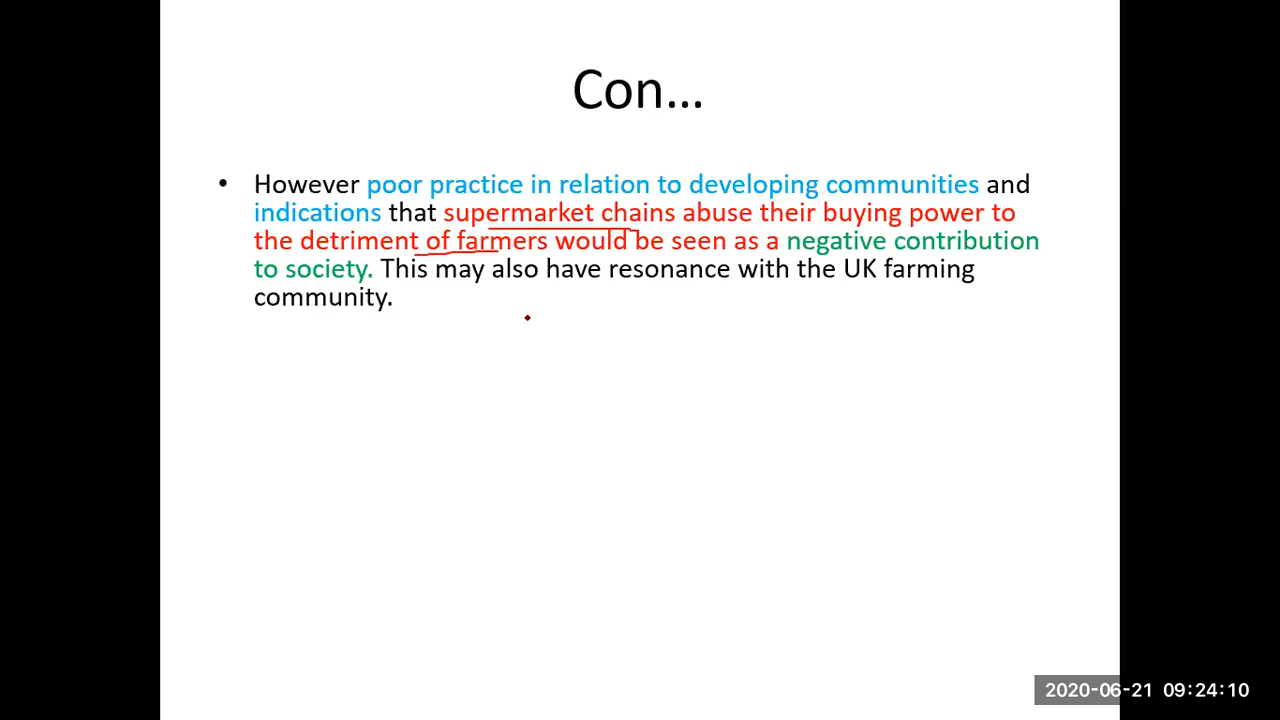 Con...
• However poor practice in relation to developing communities and
indications that supermarket chains abuse their buying power to
the detriment of farmers would be seen as a negative contribution
to society. This may also have resonance with the UK farming
community.
2020-06-21 09:24:10